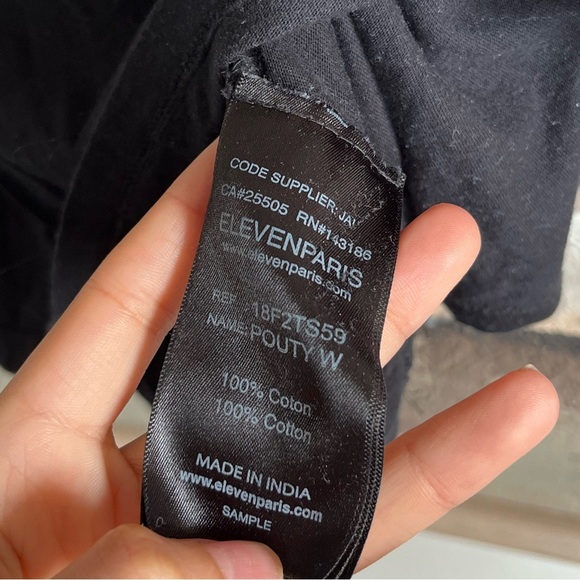 CODE SUPPLIER: JAI
CA#25505 RN#143186
ELEVENPARIS
www.elevenparis.com
REF: 18F2TS59
NAME: POUTY W
100% Coton
100% Cotton
MADE IN INDIA
www.elevenparis.com
SAMPLE